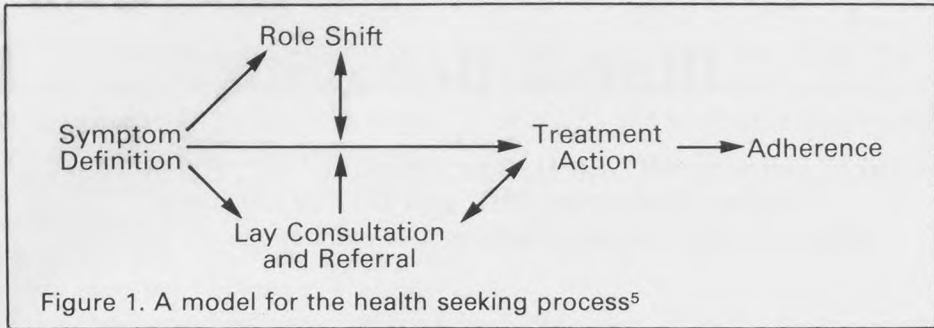 Role Shift
Symptom
Definition
Treatment
Action
Adherence
Lay Consultation
and Referral
Figure 1. A model for the health seeking process⁵